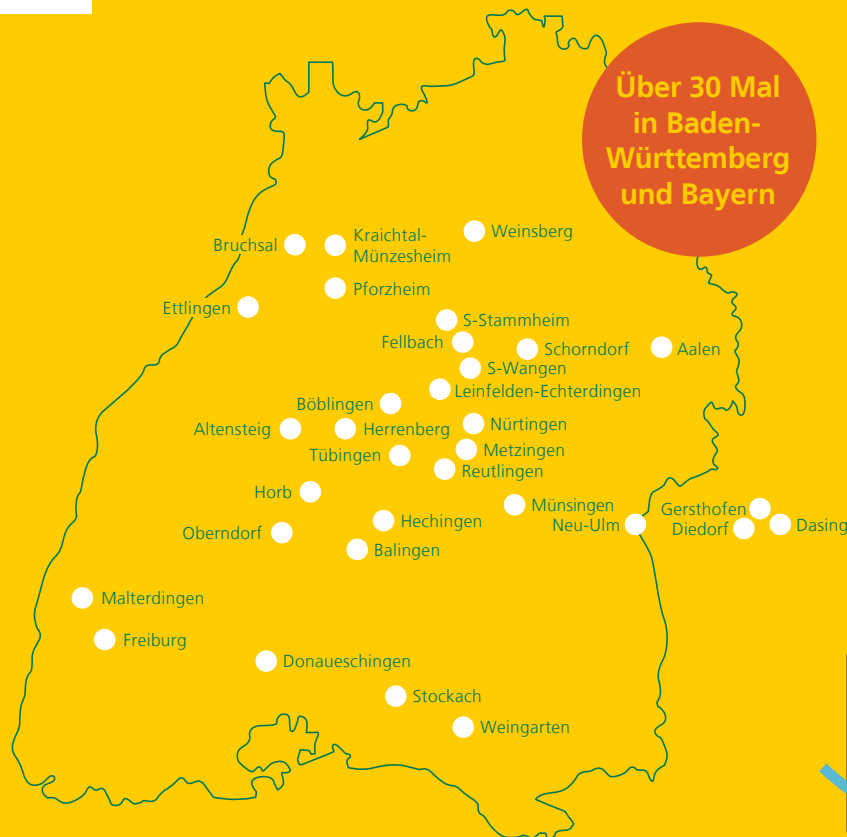 Über 30 Mal
in Baden-
Württemberg
und Bayern
Weinsberg
Kraichtal-
Münzesheim
Bruchsal
Pforzheim
Ettlingen
S-Stammheim
Fellbach
Schorndorf
Aalen
S-Wangen
Leinfelden-Echterdingen
Böblingen
Altensteig
Herrenberg
Nürtingen
Metzingen
Tübingen
Reutlingen
Horb
Münsingen
Gersthofen
Hechingen
Neu-Ulm
Diedorf
Dasing
Oberndorf
Balingen
Malterdingen
Freiburg
Donaueschingen
Stockach
Weingarten